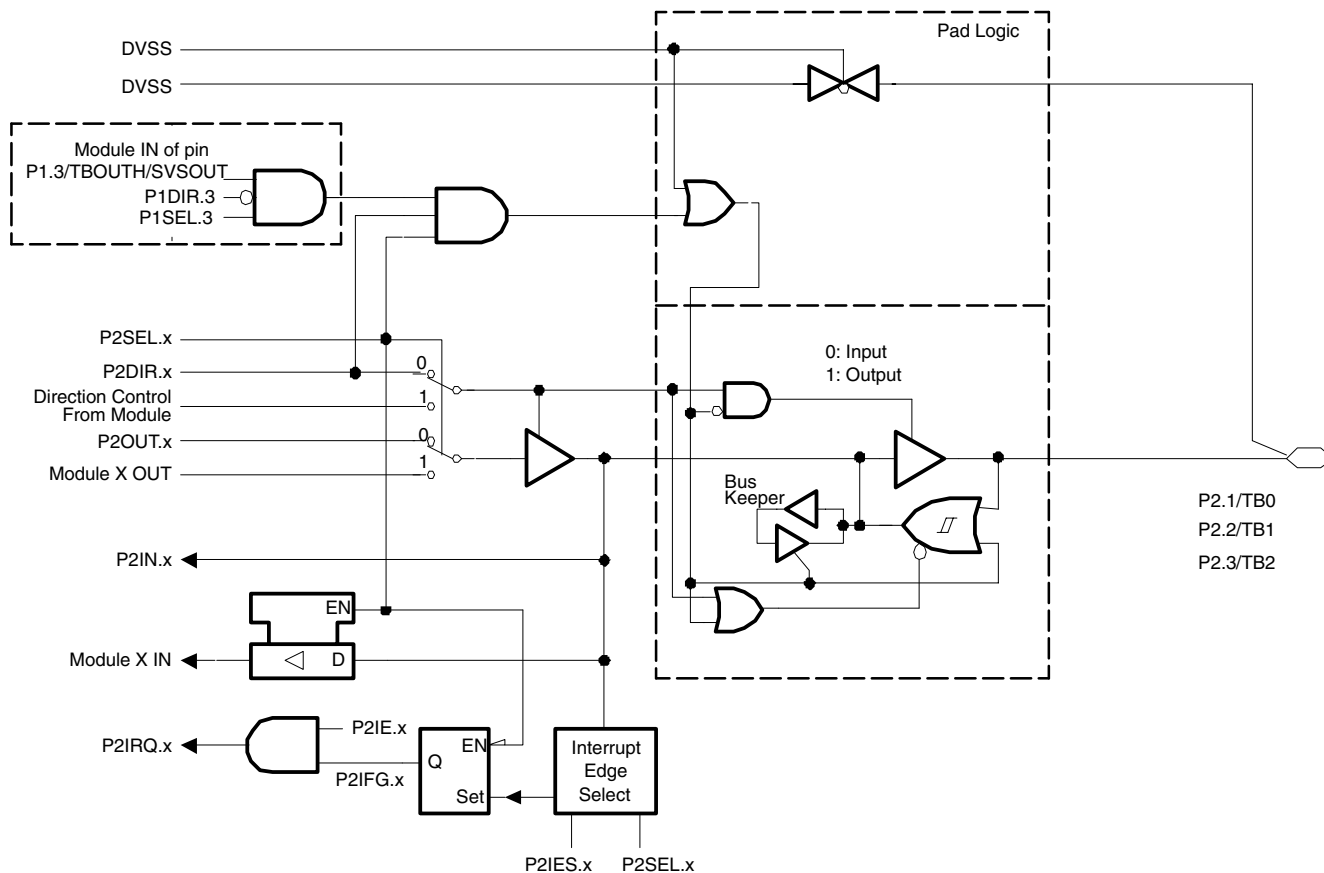 Pad Logic
DVSS
DVSS
Module IN of pin
P1.3/TBOUTH/SVSOUT
P1DIR.3
P1SEL.3
P2SEL.x
0
P2DIR.x
Direction Control
From Module
1
0
P2OUT.x
1
Module X OUT
0: Input
1: Output
Bus
Keeper
P2.1/TB0
P2.2/TB1
P2.3/TB2
P2IN.x
EN
Module X IN
D
P2IE.x
P2IRQ.x
P2IFG.x
EN
Q
Set
Interrupt
Edge
Select
P2IES.x
P2SEL.x